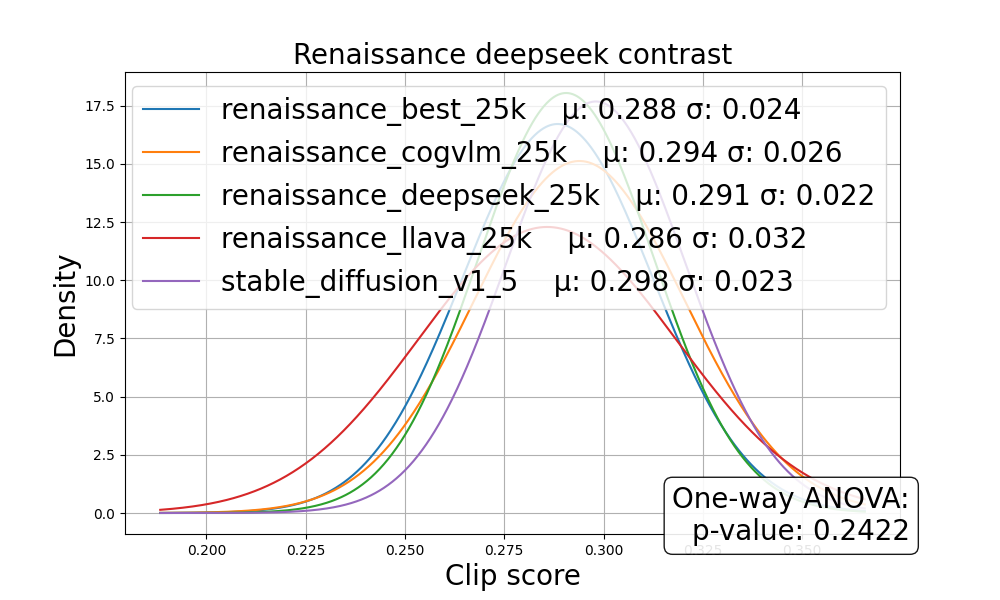 Renaissance deepseek contrast
renaissance_best_25k    μ: 0.288 σ: 0.024
renaissance_cogvlm_25k    μ: 0.294 σ: 0.026
renaissance_deepseek_25k    μ: 0.291 σ: 0.022
renaissance_llava_25k    μ: 0.286 σ: 0.032
stable_diffusion_v1_5    μ: 0.298 σ: 0.023
Density
17.5
15.0
12.5
10.0
7.5
5.0
2.5
0.0
One-way ANOVA:
p-value: 0.2422
0.200 0.225 0.250 0.275 0.300 0.325 0.350
Clip score